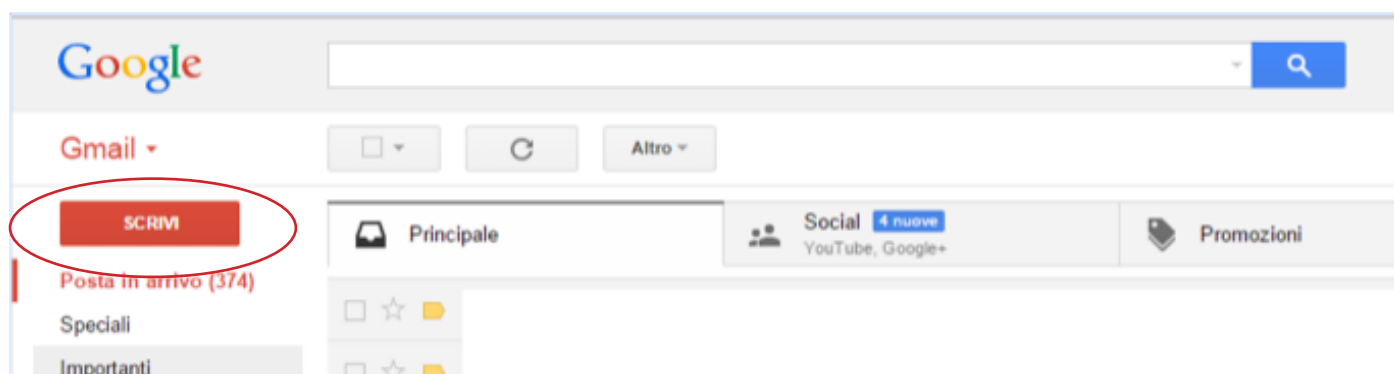 Google
Gmail
Altro
SCRIVI
Principale
Social 4 nuove
YouTube, Google+
Promozioni
Posta in arrivo (374)
Speciali
Importanti